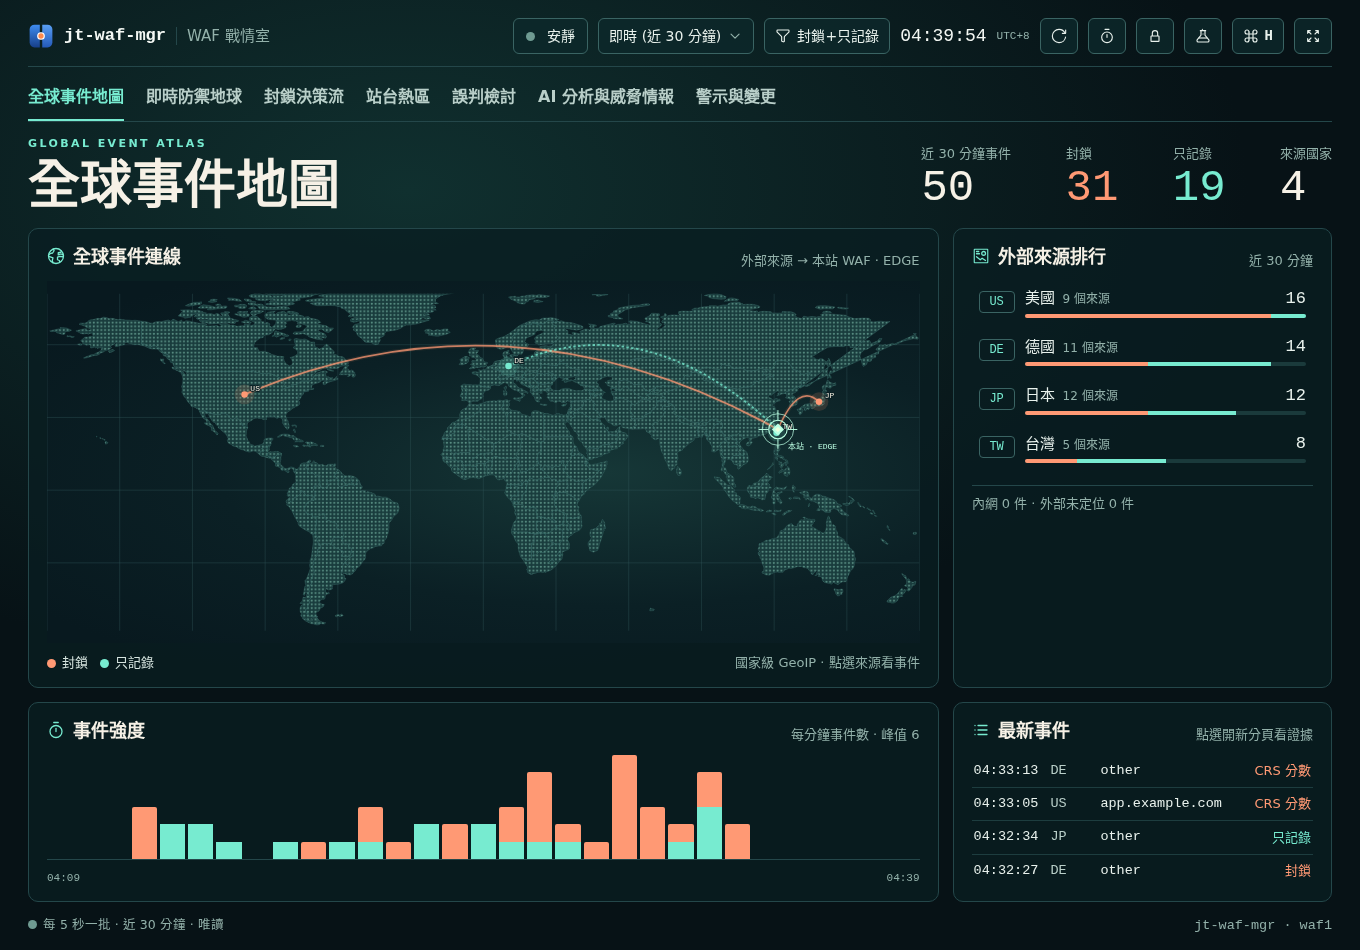 jt-waf-mgr WAF 戰情室 安靜 即時 (近 30 分鐘) 封鎖+只記錄 04:39:54 UTC+8 ⌘ H
全球事件地圖 即時防禦地球 封鎖決策流 站台熱區 誤判檢討 AI 分析與威脅情報 警示與變更
GLOBAL EVENT ATLAS
全球事件地圖
近 30 分鐘事件 封鎖 只記錄 來源國家
50 31 19 4
全球事件連線 外部來源 → 本站 WAF · EDGE
US
DE
JP
本站 · EDGE
封鎖 只記錄 國家級 GeoIP · 點選來源看事件
外部來源排行 近 30 分鐘
US 美國 9 個來源 16
DE 德國 11 個來源 14
JP 日本 12 個來源 12
TW 台灣 5 個來源 8
內網 0 件 · 外部未定位 0 件
事件強度 每分鐘事件數 · 峰值 6
04:09 04:39
最新事件 點選開新分頁看證據
04:33:13 DE other CRS 分數
04:33:05 US app.example.com CRS 分數
04:32:34 JP other 只記錄
04:32:27 DE other 封鎖
每 5 秒一批 · 近 30 分鐘 · 唯讀 jt-waf-mgr · waf1